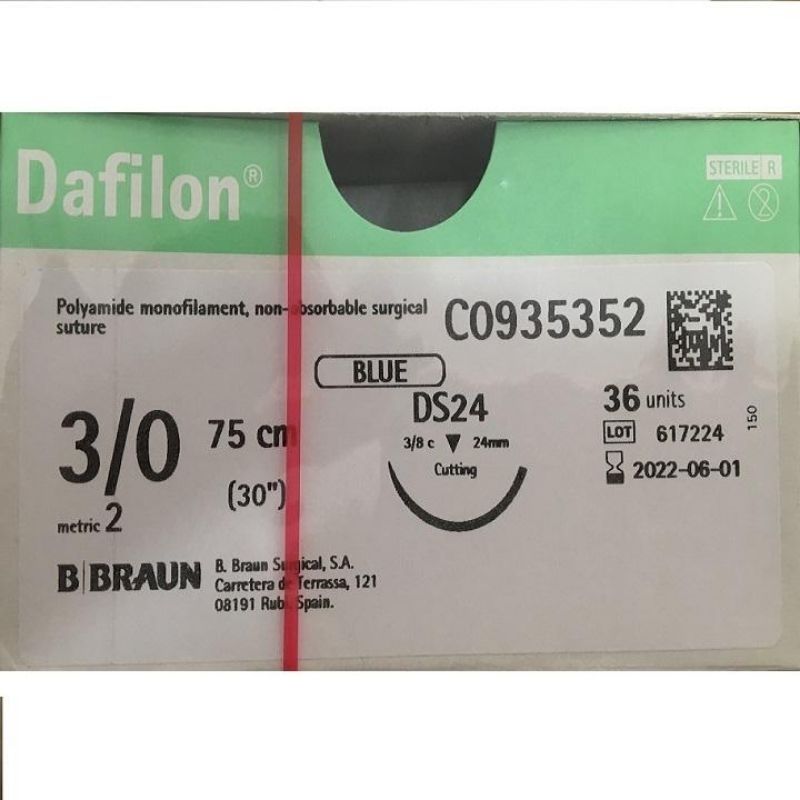 Dafilon®
STERILE R
Polyamide monofilament, non-absorbable surgical
suture
C0935352
BLUE
3/0
75 cm
(30")
metric 2
DS24
3/8 c 24mm
Cutting
36 units
LOT 617224
2022-06-01
150
B|BRAUN
B. Braun Surgical, S.A.
Carretera de Terrassa, 121
08191 Rubi, Spain.